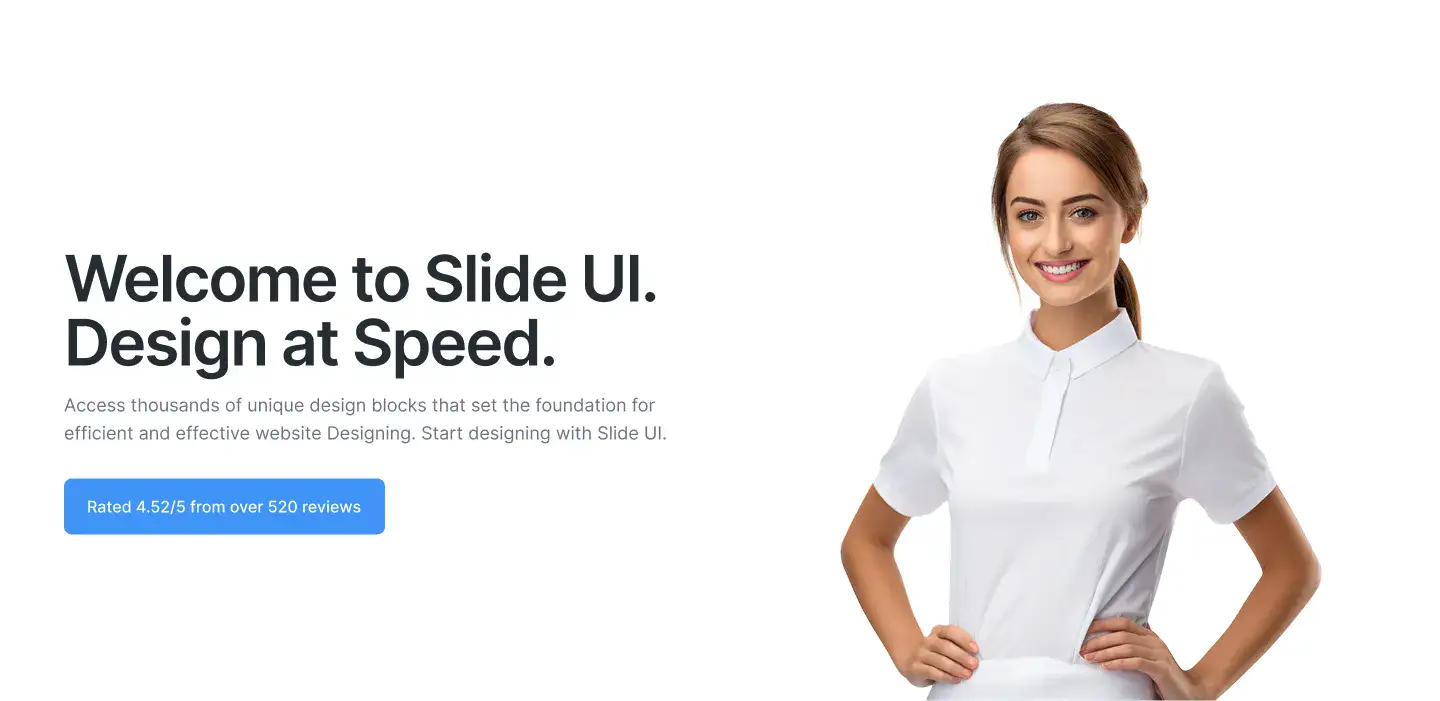 Welcome to Slide UI.
Design at Speed.
Access thousands of unique design blocks that set the foundation for
efficient and effective website Designing. Start designing with Slide UI.
Rated 4.52/5 from over 520 reviews